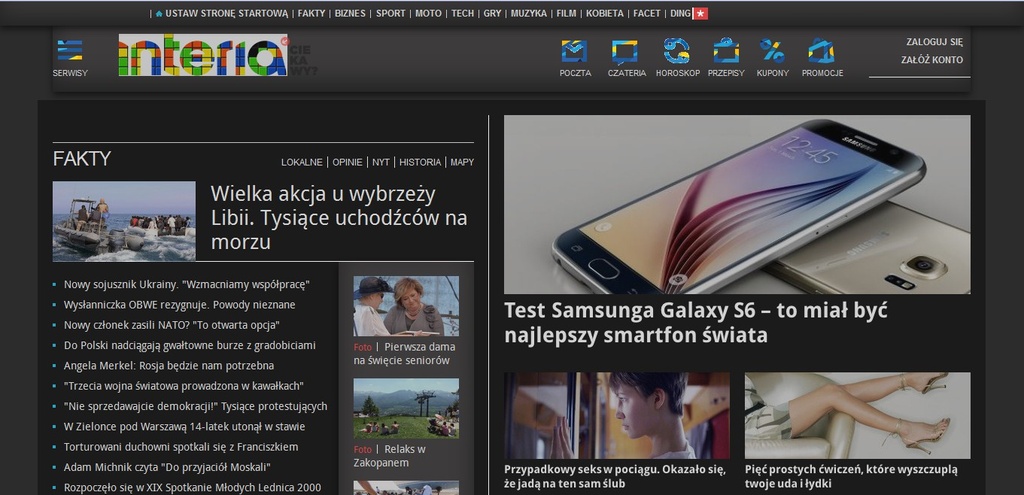 | USTAW STRONĘ STARTOWĄ | FAKTY | BIZNES | SPORT | MOTO | TECH | GRY | MUZYKA | FILM | KOBIETA | FACET | DING
SERWISY
interia
CIE
KA
WY?
POCZTA
CZATERIA
HOROSKOP
PRZEPISY
KUPONY
PROMOCJE
ZALOGUJ SIĘ
ZAŁÓŻ KONTO
FAKTY
LOKALNE | OPINIE | NYT | HISTORIA | MAPY
Wielka akcja u wybrzeży
Libii. Tysiące uchodźców na
morzu
Nowy sojusznik Ukrainy. "Wzmacniamy współpracę"
Wysłanniczka OBWE rezygnuje. Powody nieznane
Nowy członek zasili NATO? "To otwarta opcja"
Do Polski nadciągają gwałtowne burze z gradobiciami
Angela Merkel: Rosja będzie nam potrzebna
"Trzecia wojna światowa prowadzona w kawałkach"
"Nie sprzedawajcie demokracji!" Tysiące protestujących
W Zielonce pod Warszawą 14-latek utonął w stawie
Torturowani duchowni spotkali się z Franciszkiem
Adam Michnik czyta "Do przyjaciół Moskali"
Rozpoczęło się w XIX Spotkanie Młodych Lednica 2000
Foto | Pierwsza dama
na święcie seniorów
Foto | Relaks w
Zakopanem
SAMSUNG
12:45
SAMSUNG
Test Samsunga Galaxy S6 – to miał być
najlepszy smartfon świata
Przypadkowy seks w pociągu. Okazało się,
że jadą na ten sam ślub
Pięć prostych ćwiczeń, które wyszczuplą
twoje uda i łydki